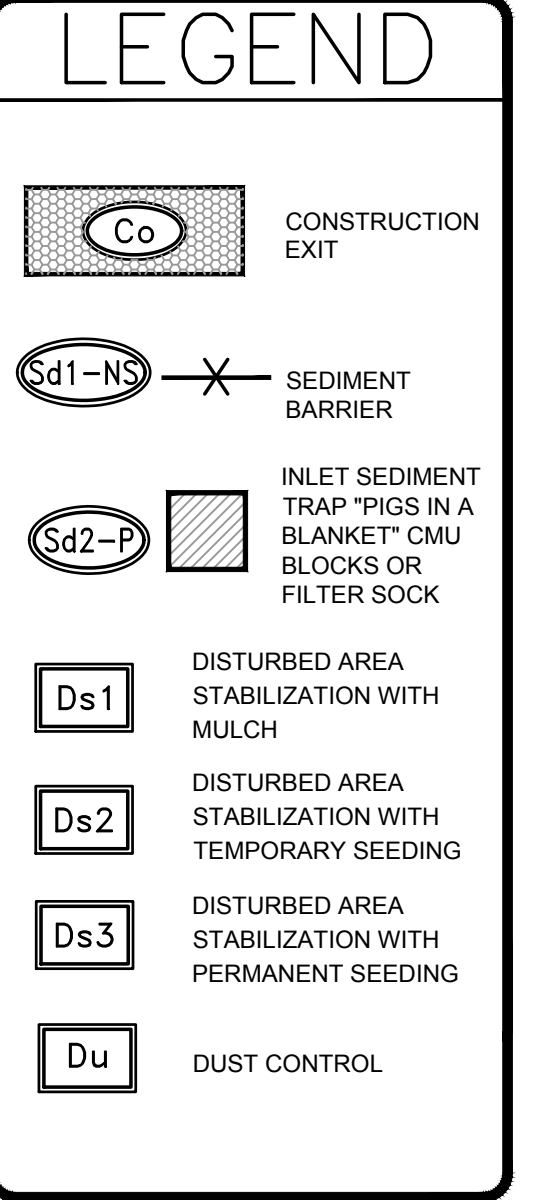 LEGEND
Co
CONSTRUCTION
EXIT
Sd1-NS
SEDIMENT
BARRIER
Sd2-P
INLET SEDIMENT
TRAP "PIGS IN A
BLANKET" CMU
BLOCKS OR
FILTER SOCK
Ds1
DISTURBED AREA
STABILIZATION WITH
MULCH
Ds2
DISTURBED AREA
STABILIZATION WITH
TEMPORARY SEEDING
Ds3
DISTURBED AREA
STABILIZATION WITH
PERMANENT SEEDING
Du
DUST CONTROL